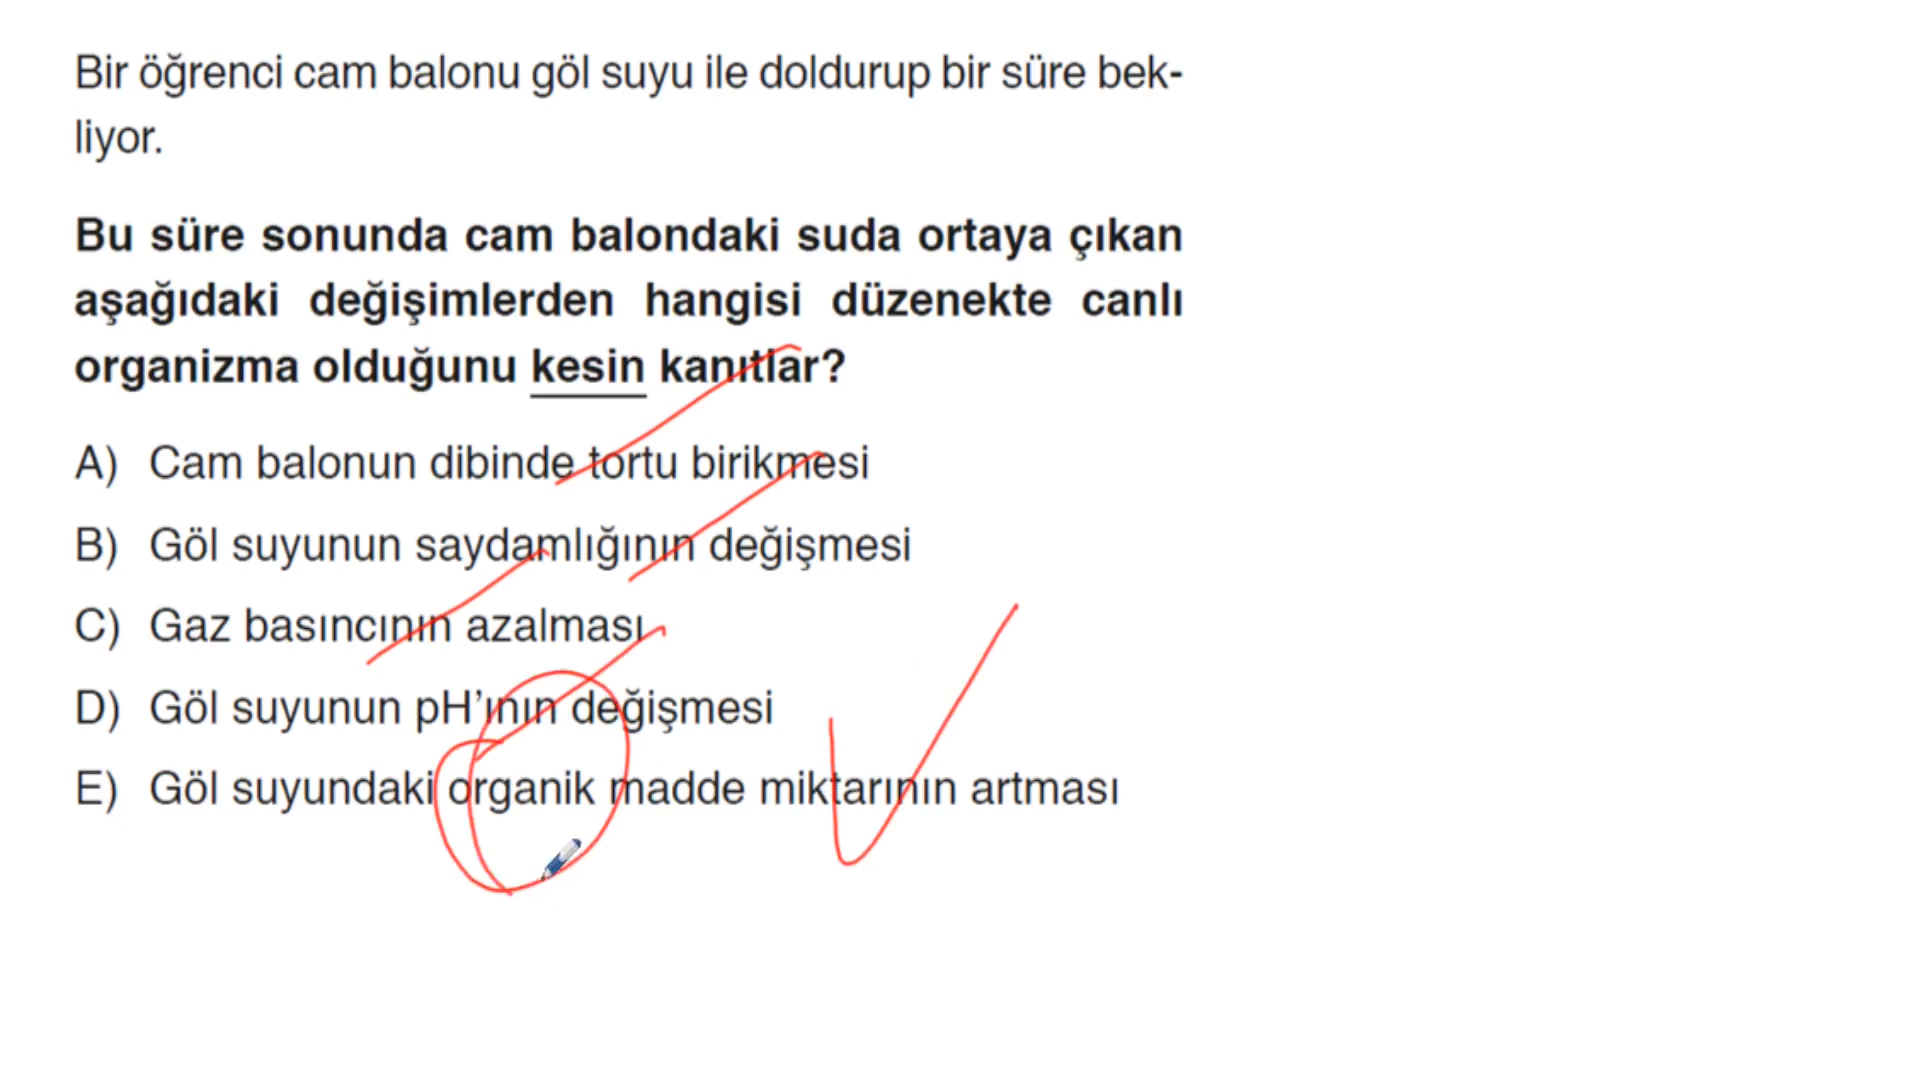 Bir öğrenci cam balonu göl suyu ile doldurup bir süre bek-
liyor.
Bu süre sonunda cam balondaki suda ortaya çıkan
aşağıdaki değişimlerden hangisi düzenekte canlı
organizma olduğunu kesin kanıtlar?
A) Cam balonun dibinde tortu birikmesi
B) Göl suyunun saydamlığının değişmesi
C) Gaz basıncının azalması
D) Göl suyunun pH’ının değişmesi
E) Göl suyundaki organik madde miktarının artması